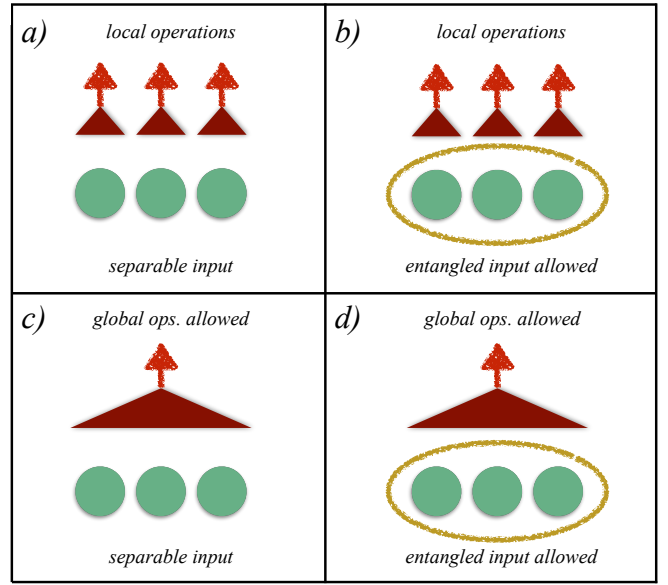 a)
local operations
separable input
b)
local operations
entangled input allowed
c)
global ops. allowed
separable input
d)
global ops. allowed
entangled input allowed